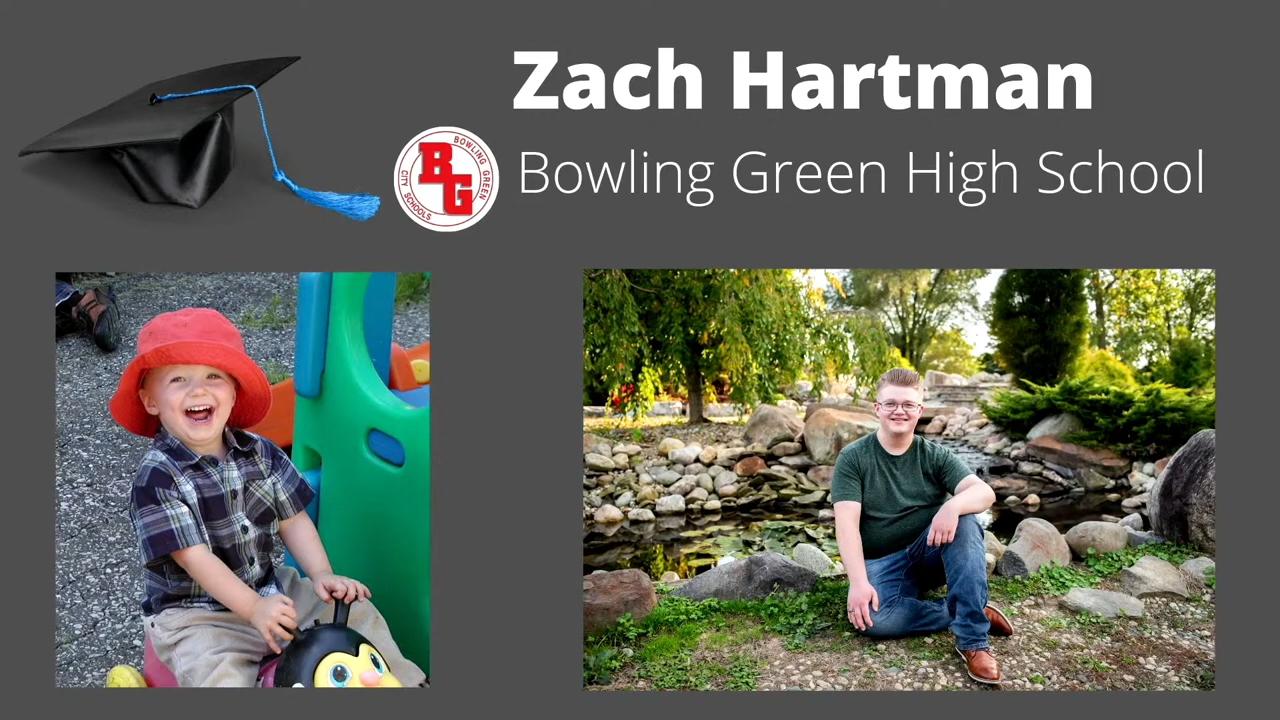 Zach Hartman
Bowling Green High School
BOWLING GREEN
BG
CITY SCHOOLS